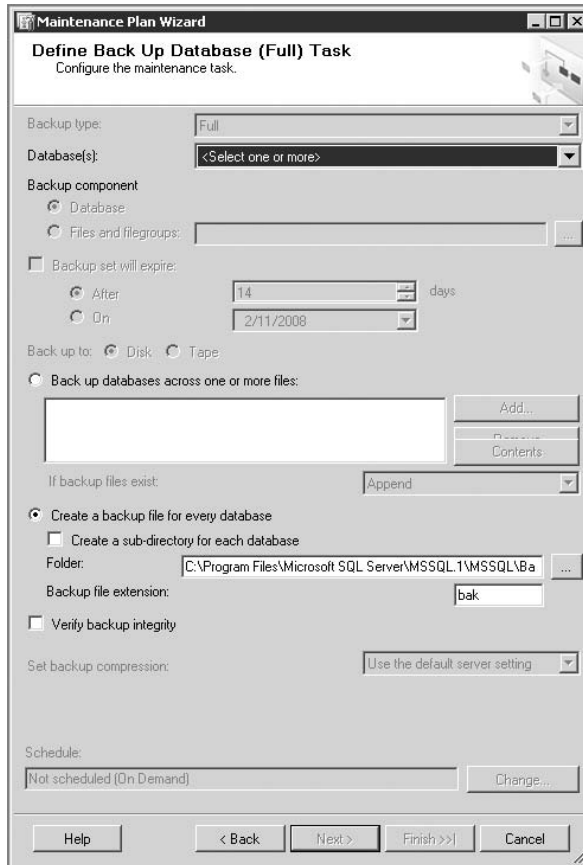 Maintenance Plan Wizard
Define Back Up Database (Full) Task
Configure the maintenance task.
Backup type: Full
Database(s): <Select one or more>
Backup component
Database
Files and filegroups: ...
Backup set will expire:
After 14 days
On 2/11/2008
Back up to: Disk Tape
Back up databases across one or more files:
Add...
Remove
Contents
If backup files exist: Append
Create a backup file for every database
Create a sub-directory for each database
Folder: C:\Program Files\Microsoft SQL Server\MSSQL.1\MSSQL\Ba ...
Backup file extension: bak
Verify backup integrity
Set backup compression: Use the default server setting
Schedule:
Not scheduled (On Demand) Change...
Help < Back Next > Finish >>| Cancel